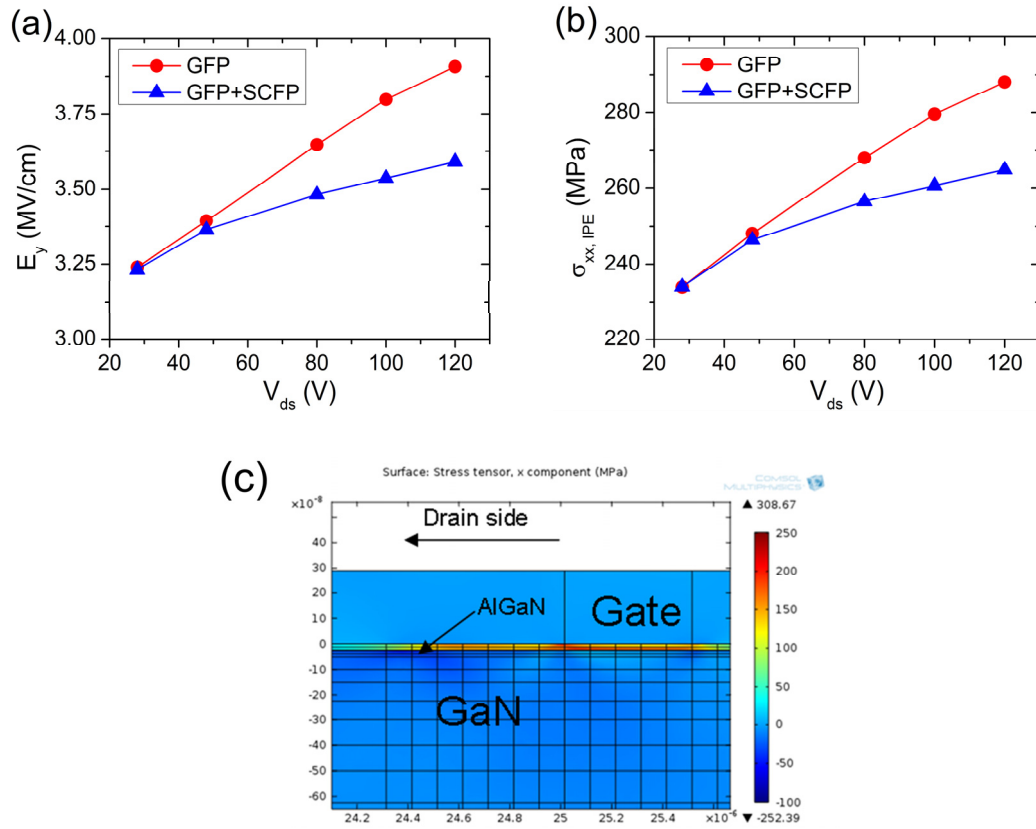 (a)
4.00
3.75
3.50
3.25
3.00
E_y (MV/cm)
GFP
GFP+SCFP
20 40 60 80 100 120
V_ds (V)
(b)
300
280
260
240
220
σ_xx, IPE (MPa)
GFP
GFP+SCFP
20 40 60 80 100 120
V_ds (V)
(c)
Surface: Stress tensor, x component (MPa)
COMSOL
MULTIPHYSICS
×10⁻⁸
▲ 308.67
40
30
20
10
0
-10
-20
-30
-40
-50
-60
Drain side
AlGaN
Gate
GaN
250
200
150
100
50
0
-50
-100
▼ -252.39
24.2 24.4 24.6 24.8 25 25.2 25.4 ×10⁻⁶